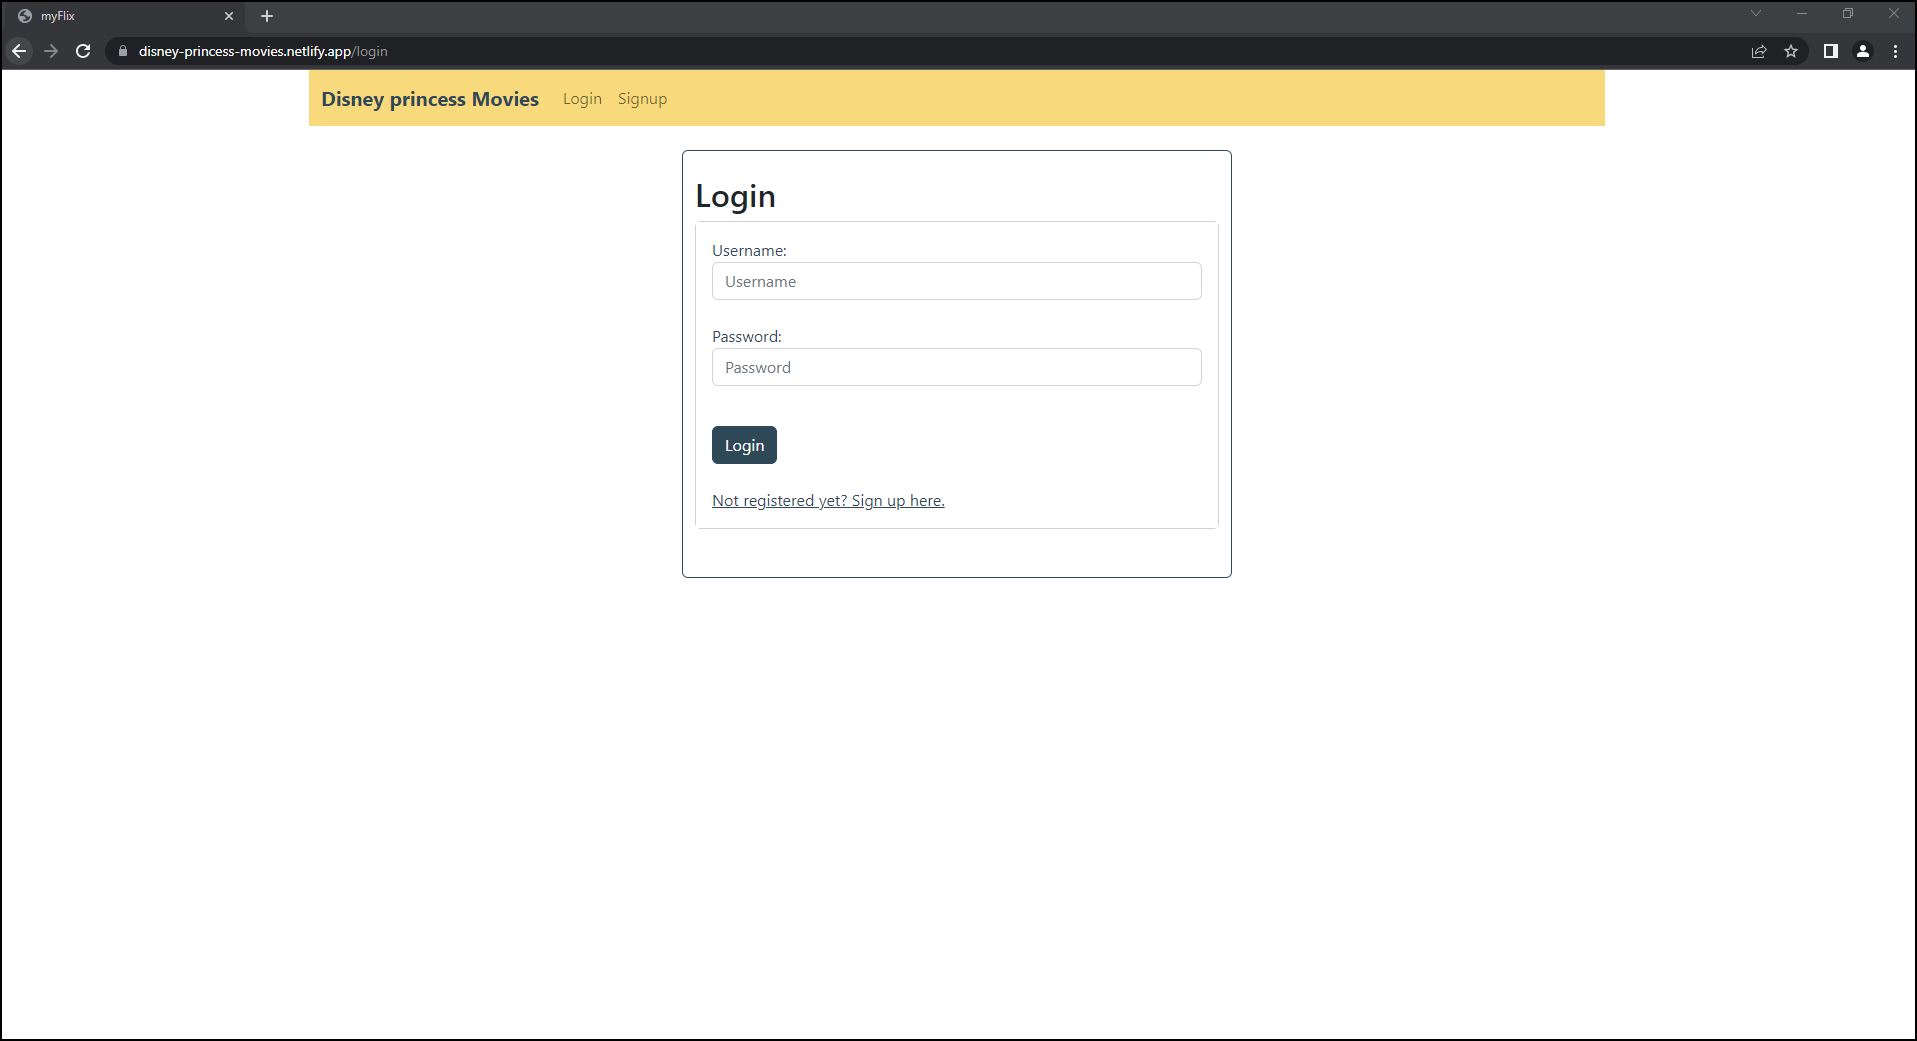 myFlix
disney-princess-movies.netlify.app/login
Disney princess Movies Login Signup
Login
Username:
Username
Password:
Password
Login
Not registered yet? Sign up here.